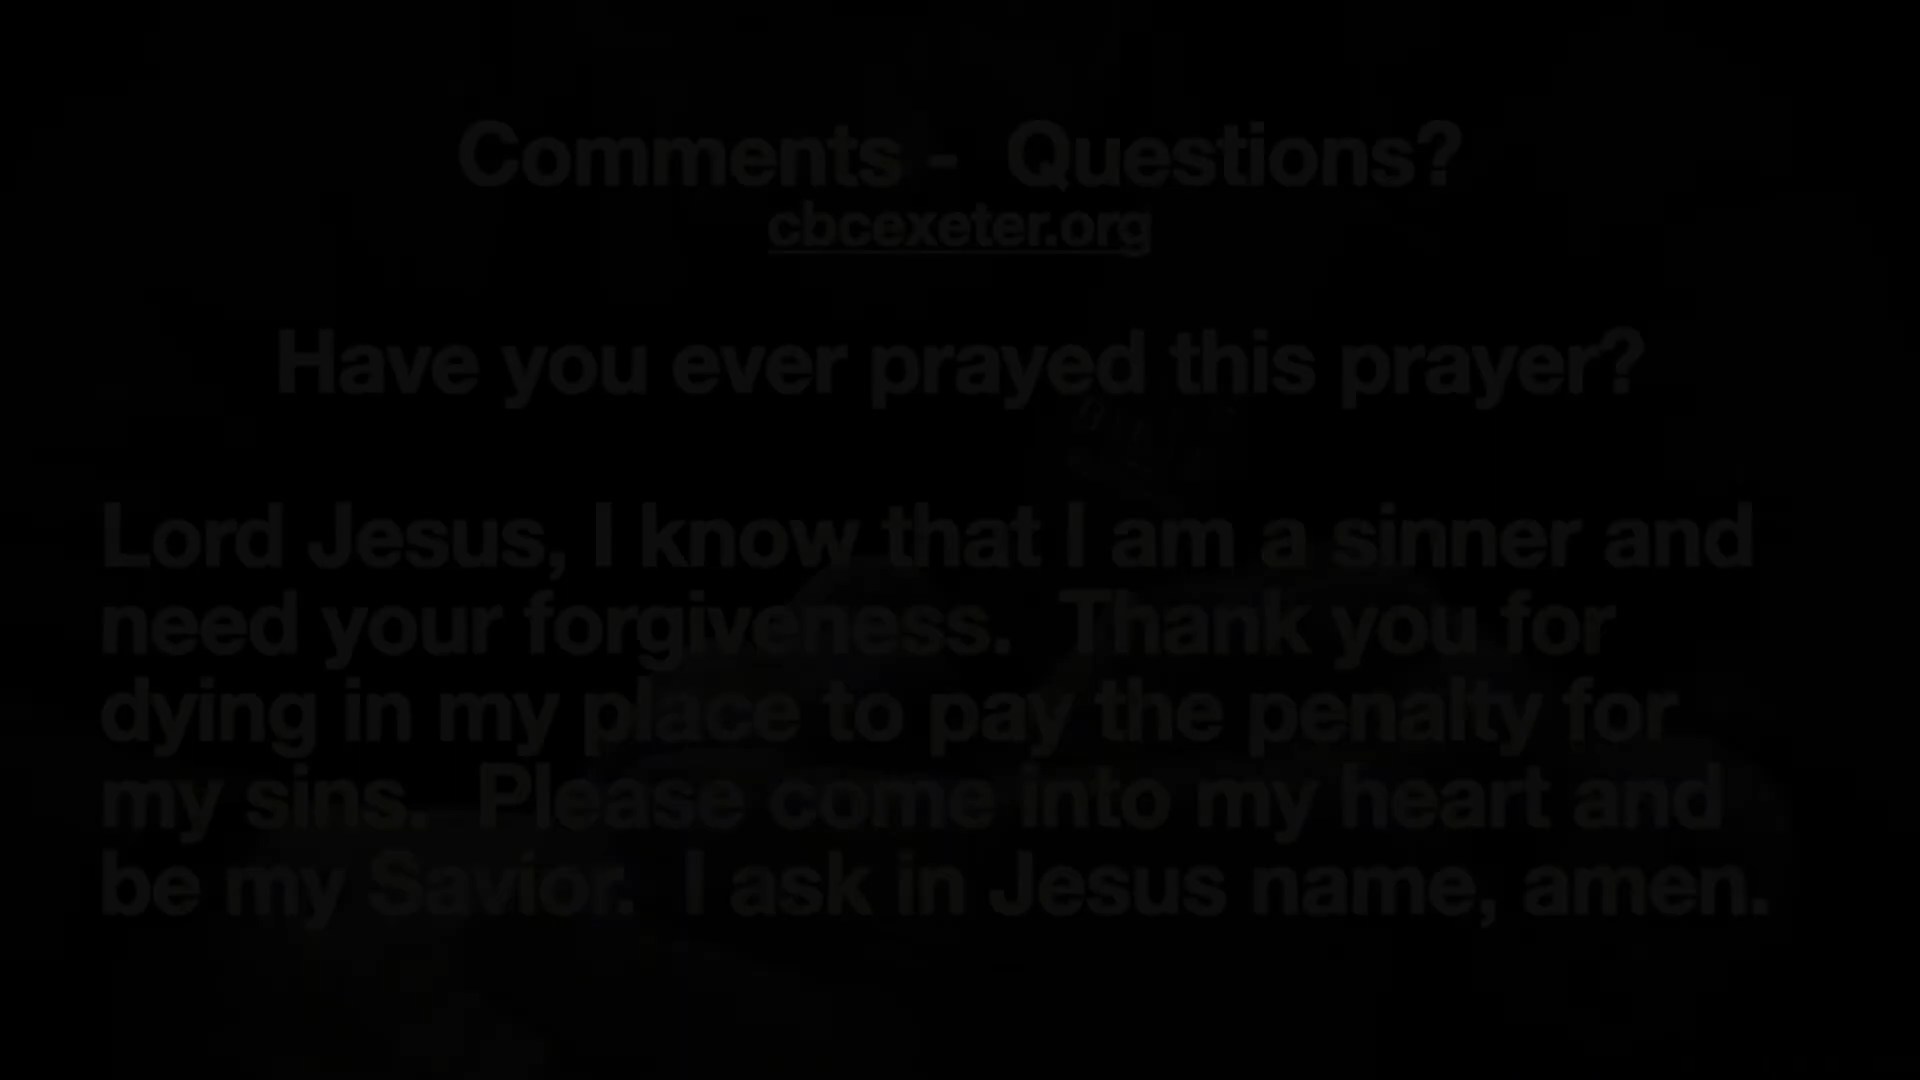 Comments -  Questions?
cbcexeter.org
Have you ever prayed this prayer?
Lord Jesus, I know that I am a sinner and
need your forgiveness.  Thank you for
dying in my place to pay the penalty for
my sins.  Please come into my heart and
be my Savior.  I ask in Jesus name, amen.